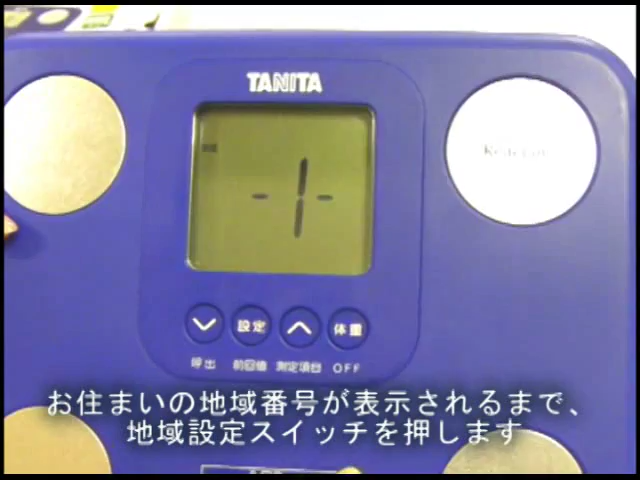 TANITA
-1-
設定
体重
呼出 前回値 測定項目 OFF
お住まいの地域番号が表示されるまで、
地域設定スイッチを押します